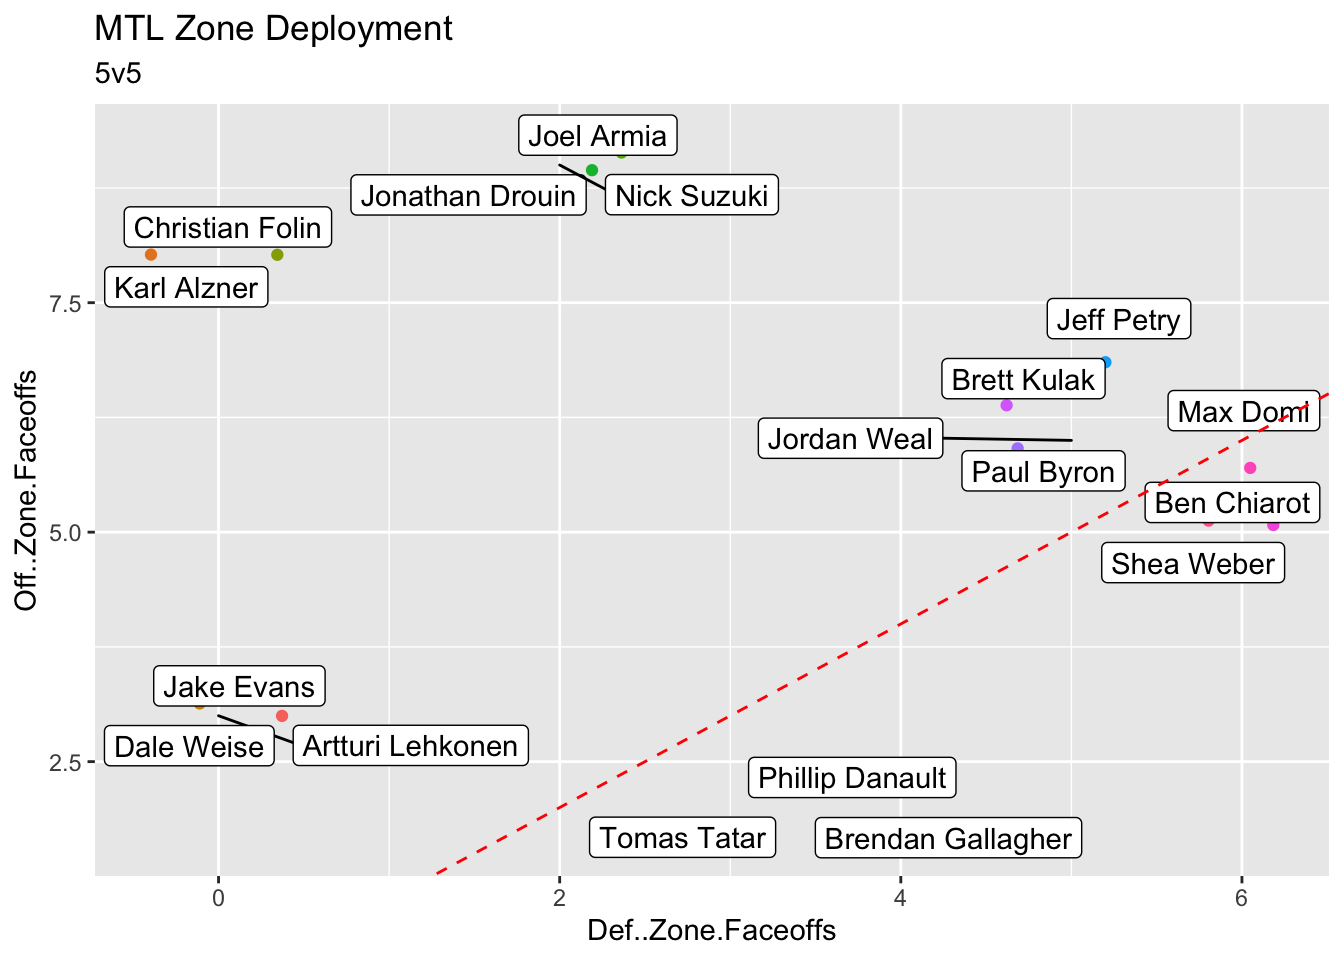 MTL Zone Deployment
5v5
Joel Armia
Jonathan Drouin
Nick Suzuki
Christian Folin
Karl Alzner
Jeff Petry
Brett Kulak
Max Domi
Jordan Weal
Paul Byron
Ben Chiarot
Shea Weber
Jake Evans
Dale Weise
Artturi Lehkonen
Phillip Danault
Tomas Tatar
Brendan Gallagher
Off..Zone.Faceoffs
7.5
5.0
2.5
0
2
4
6
Def..Zone.Faceoffs